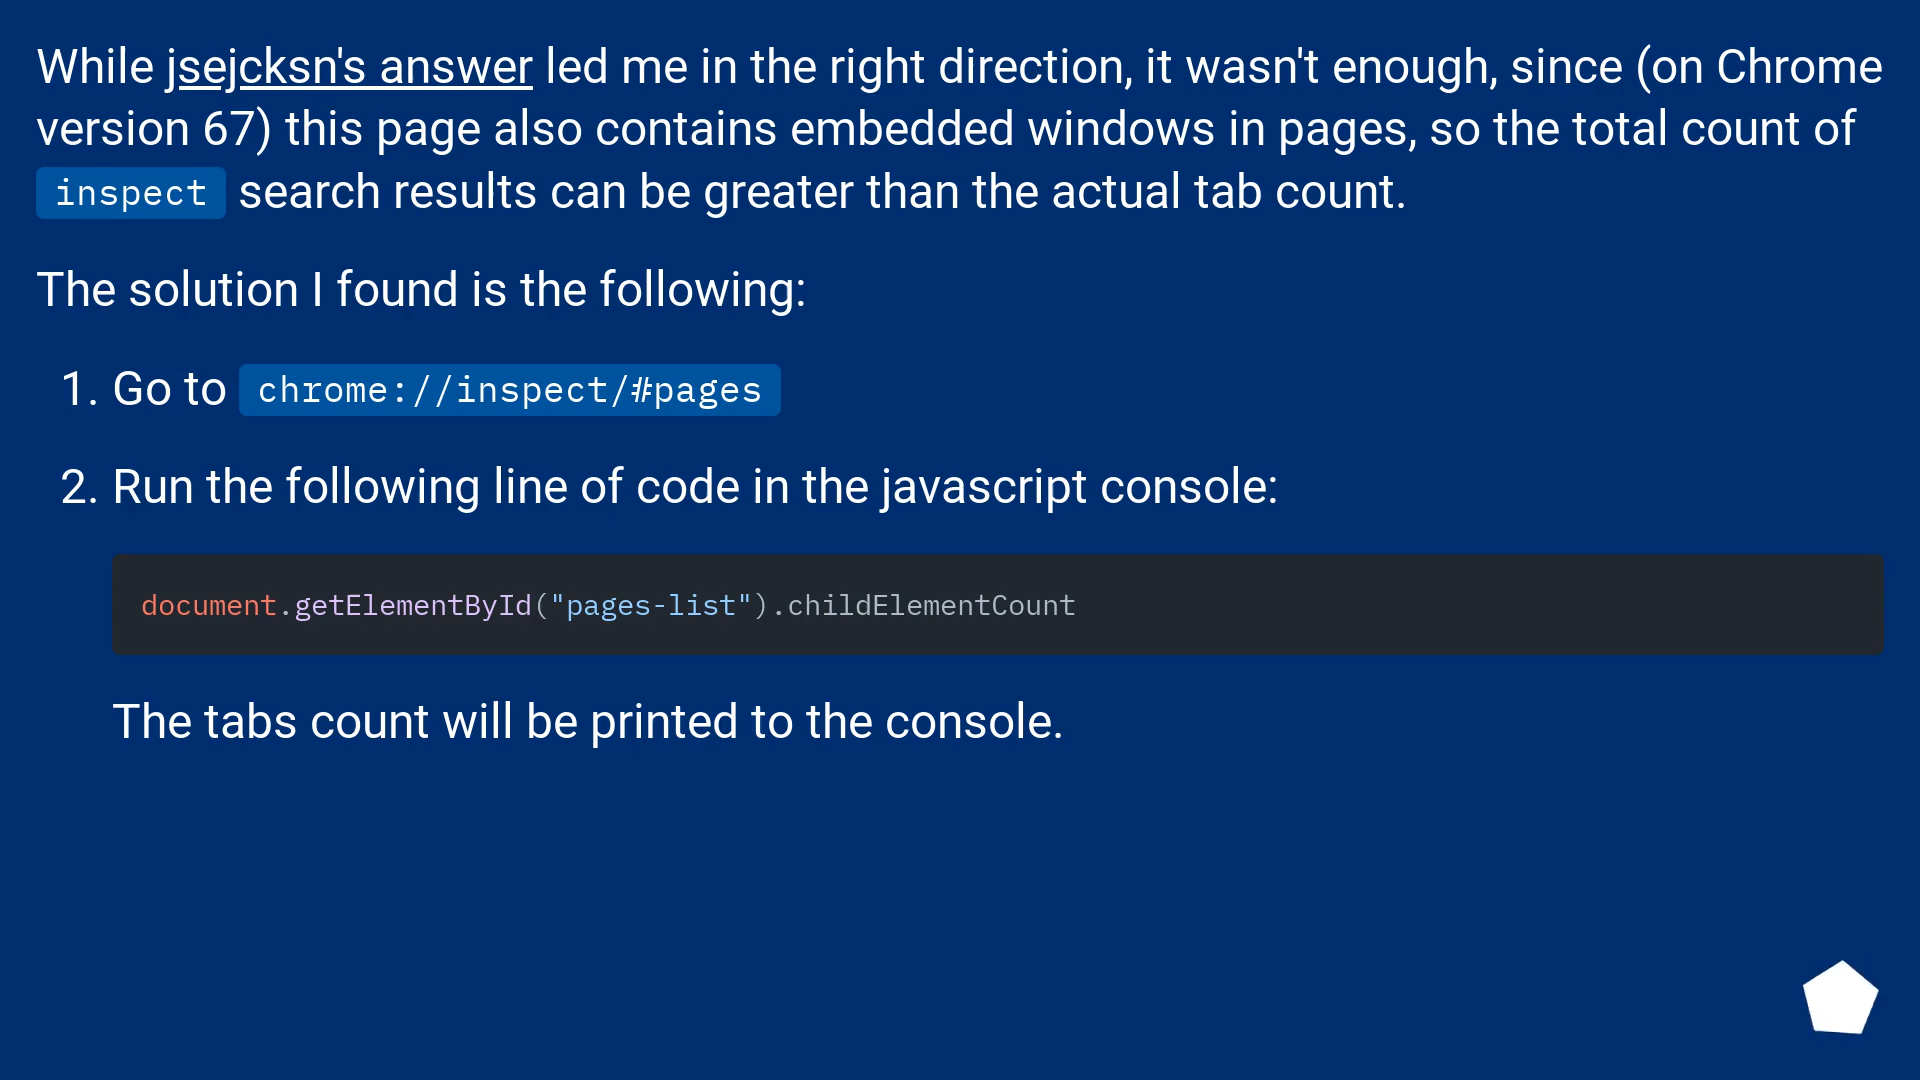 While jsejcksn's answer led me in the right direction, it wasn't enough, since (on Chrome
version 67) this page also contains embedded windows in pages, so the total count of
inspect search results can be greater than the actual tab count.
The solution I found is the following:
1. Go to chrome://inspect/#pages
2. Run the following line of code in the javascript console:
document.getElementById("pages-list").childElementCount
The tabs count will be printed to the console.